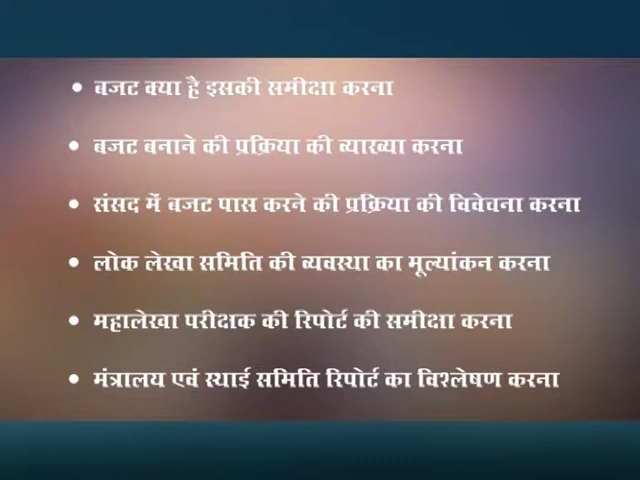 • बजट क्या है इसकी समीक्षा करना
• बजट बनाने की प्रक्रिया की व्याख्या करना
• संसद में बजट पास करने की प्रक्रिया की विवेचना करना
• लोक लेखा समिति की व्यवस्था का मूल्यांकन करना
• महालेखा परीक्षक की रिपोर्ट की समीक्षा करना
• मंत्रालय एवं स्थाई समिति रिपोर्ट का विश्लेषण करना